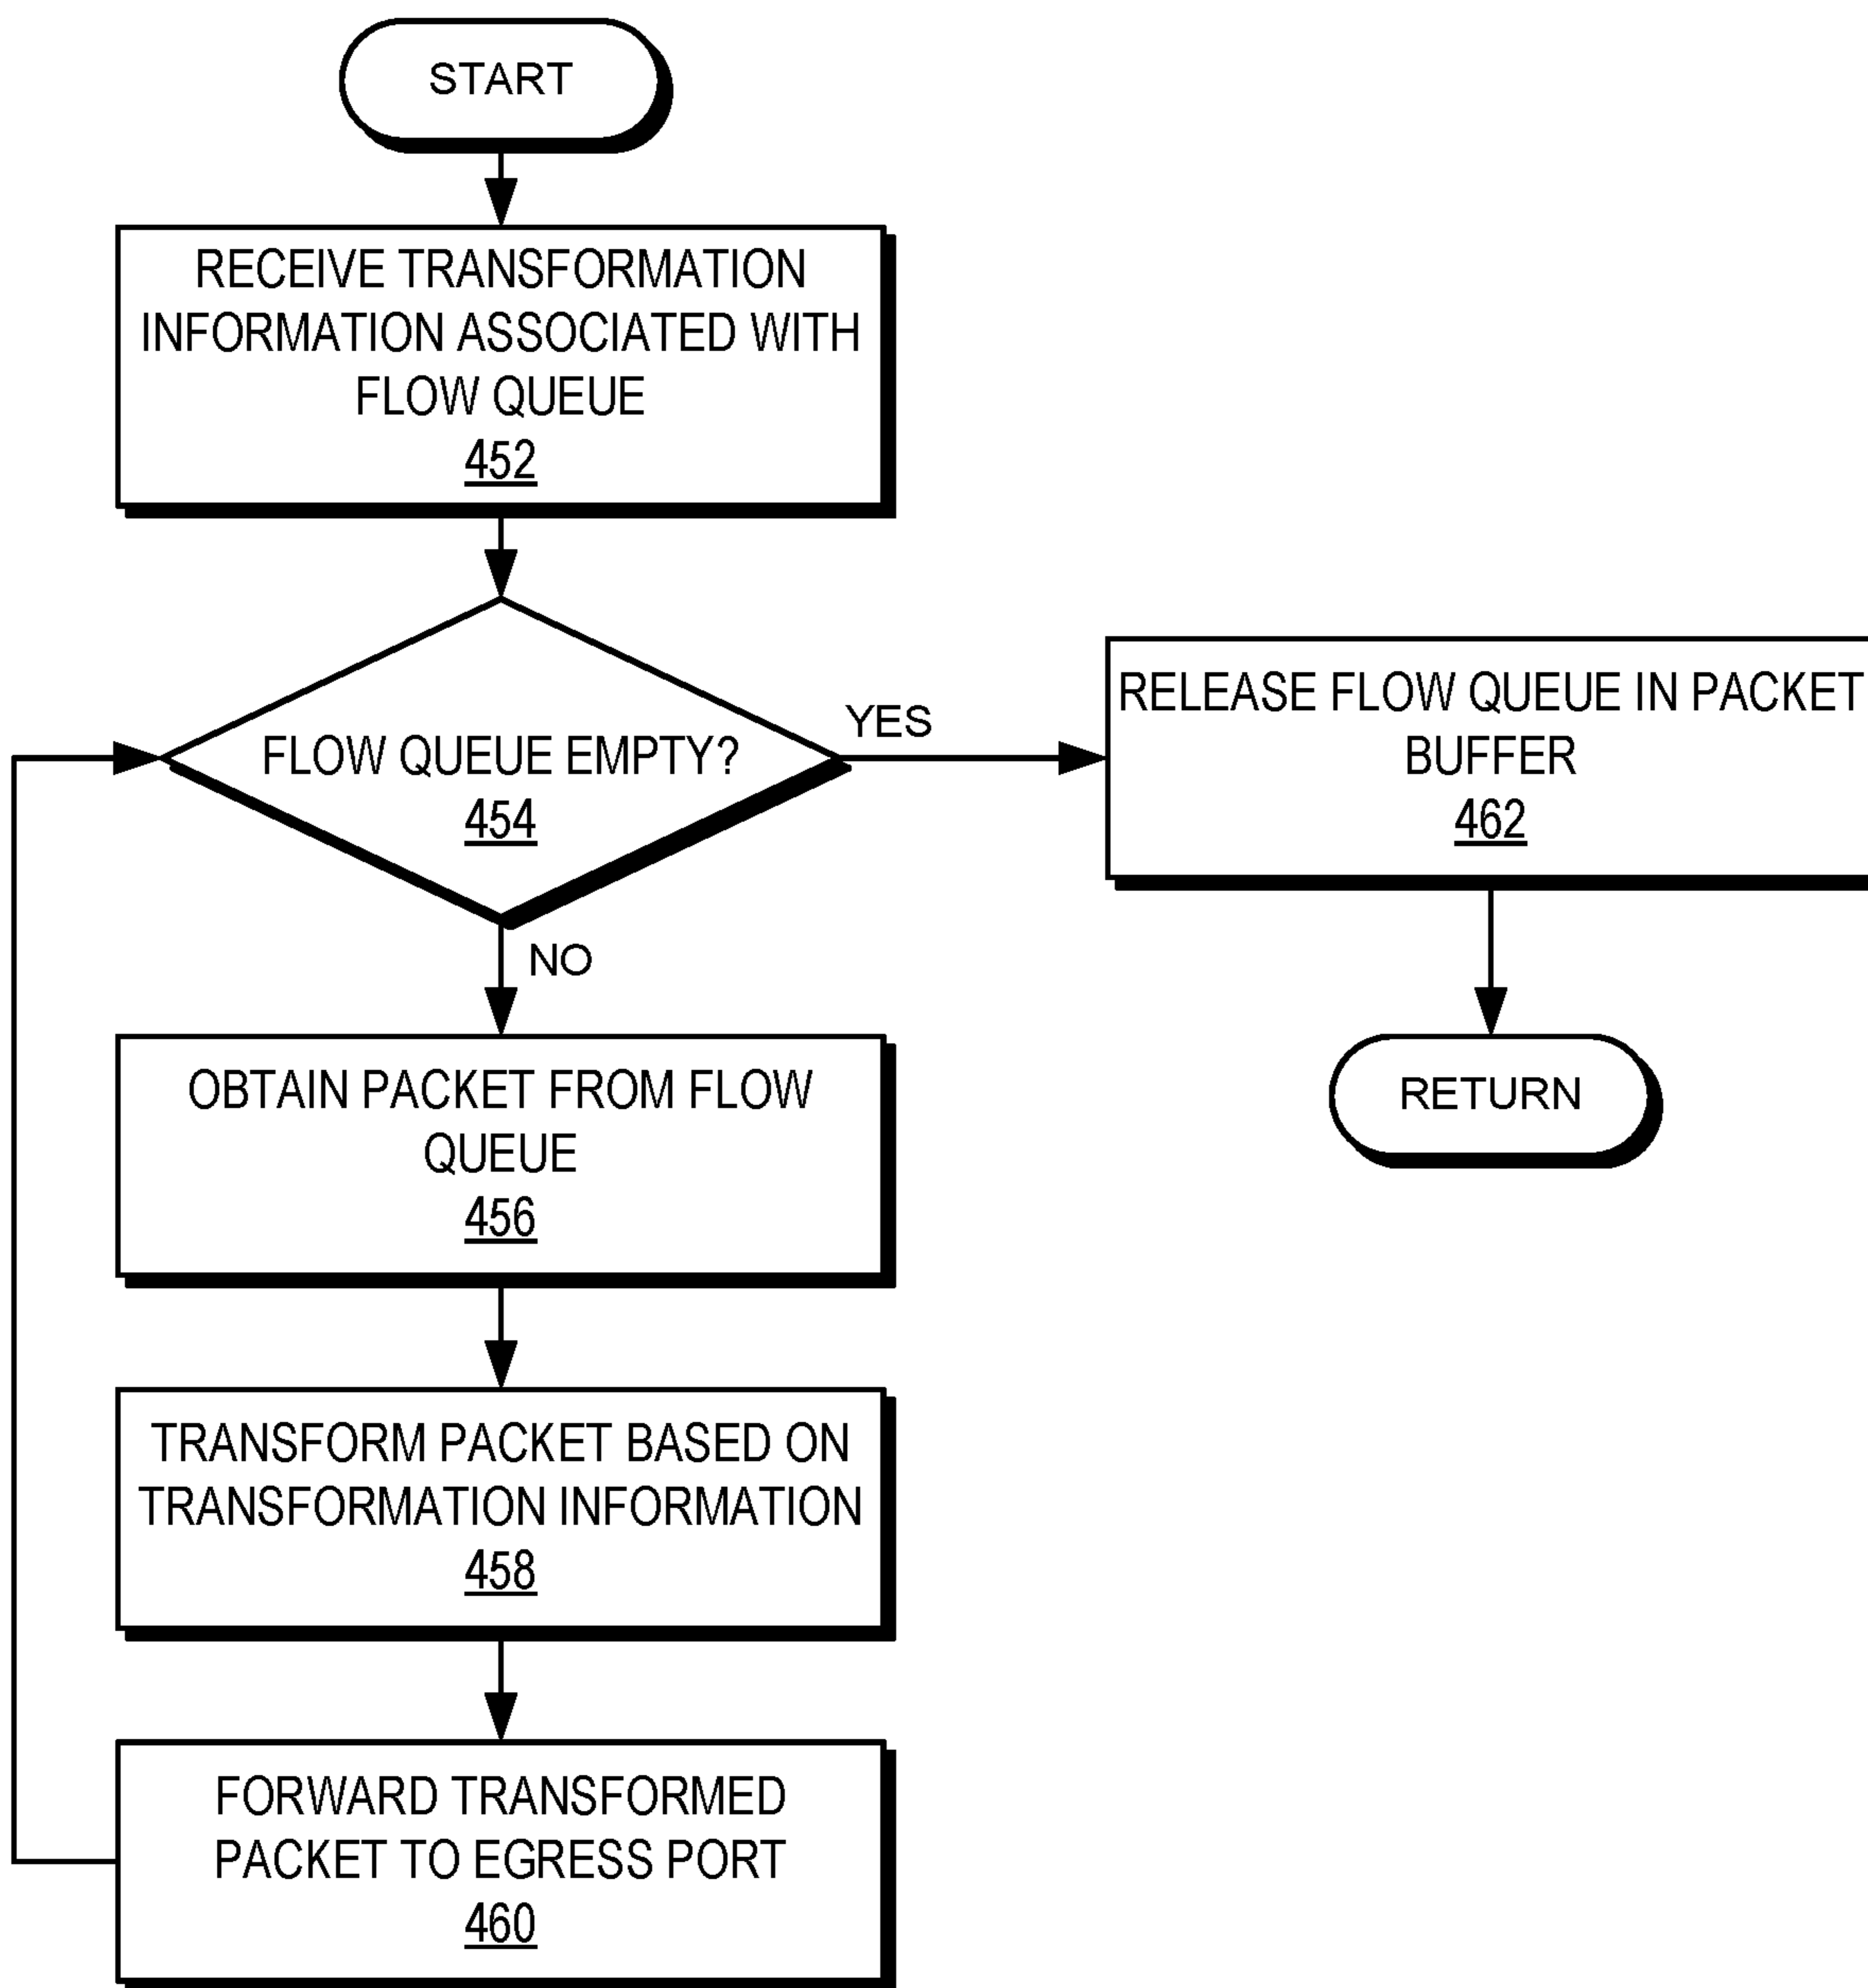 START
RECEIVE TRANSFORMATION
INFORMATION ASSOCIATED WITH
FLOW QUEUE
452
FLOW QUEUE EMPTY?
454
YES
NO
RELEASE FLOW QUEUE IN PACKET
BUFFER
462
RETURN
OBTAIN PACKET FROM FLOW
QUEUE
456
TRANSFORM PACKET BASED ON
TRANSFORMATION INFORMATION
458
FORWARD TRANSFORMED
PACKET TO EGRESS PORT
460